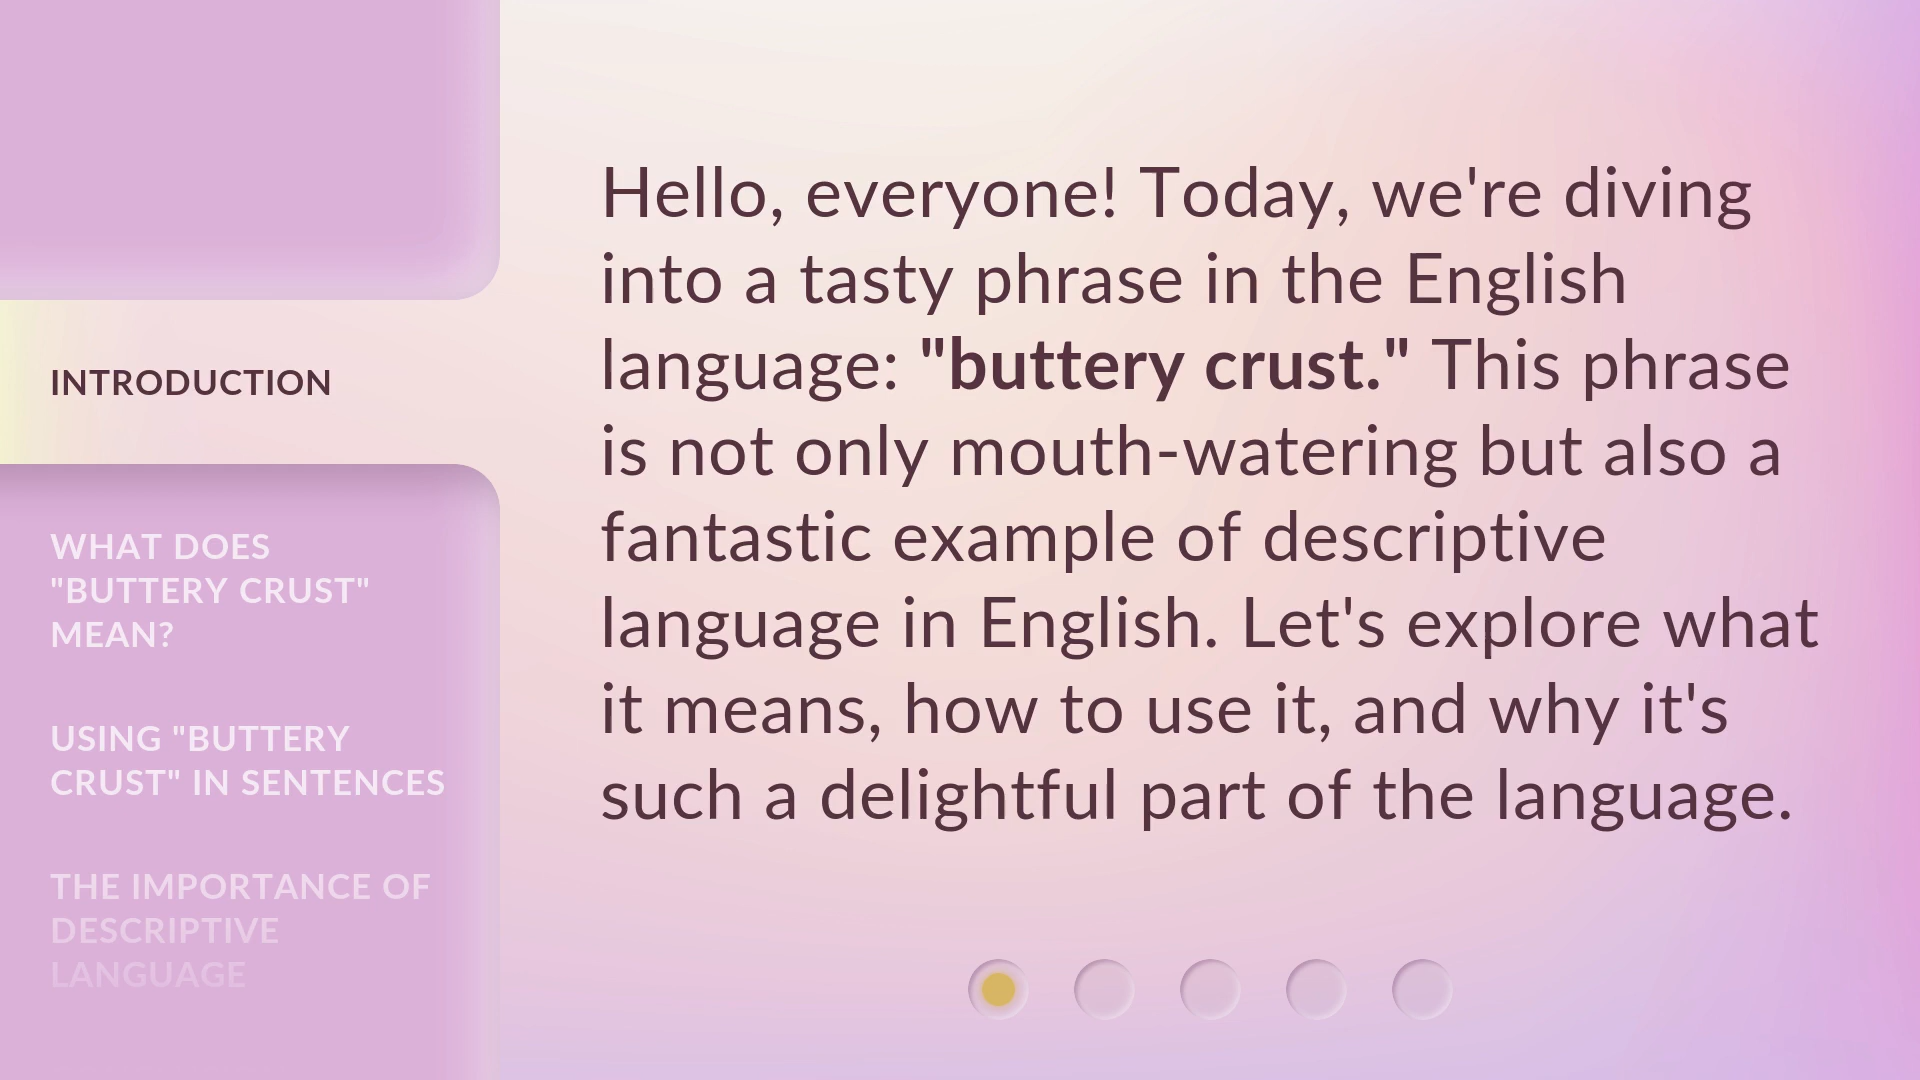 INTRODUCTION
WHAT DOES
"BUTTERY CRUST"
MEAN?
USING "BUTTERY
CRUST" IN SENTENCES
THE IMPORTANCE OF
DESCRIPTIVE
LANGUAGE
Hello, everyone! Today, we're diving
into a tasty phrase in the English
language: "buttery crust." This phrase
is not only mouth-watering but also a
fantastic example of descriptive
language in English. Let's explore what
it means, how to use it, and why it's
such a delightful part of the language.